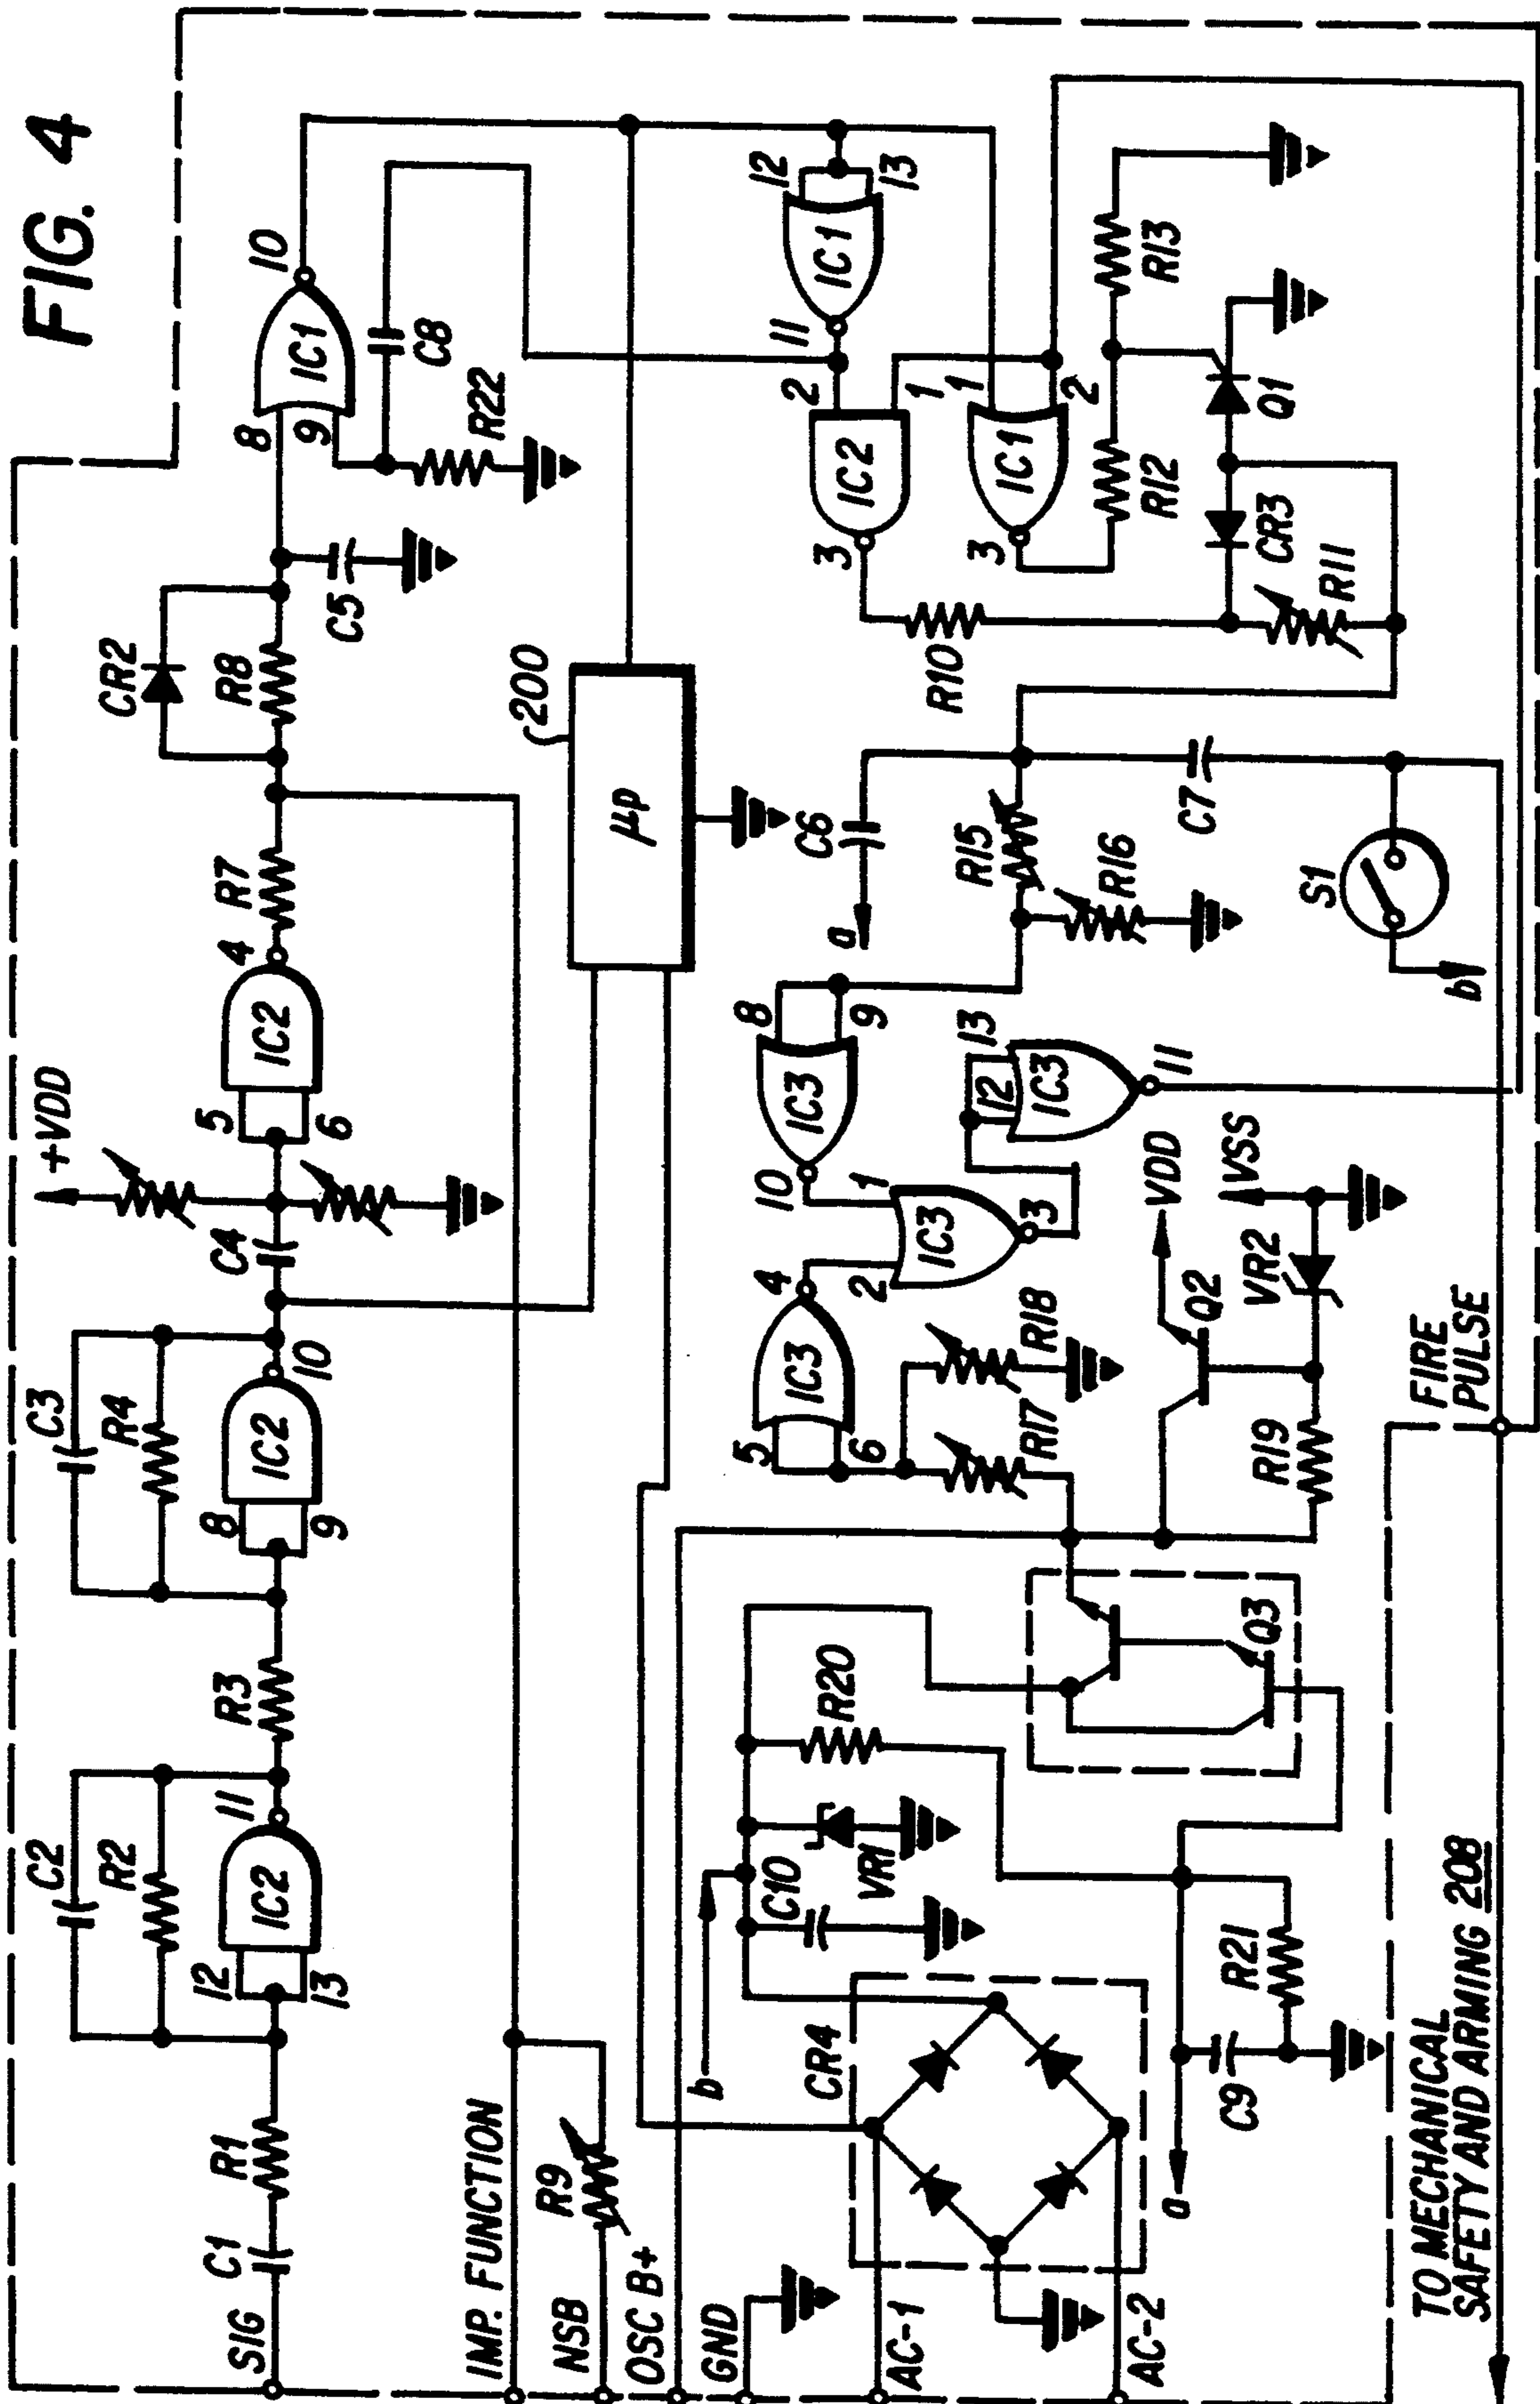 FIG. 4
C2
R2
C3
R4
+VDD
CR2
SIG
C1
R1
12
13
IC2
11
R3
8
9
IC2
10
C4
5
6
IC2
4
R7
R8
C5
8
9
IC1
10
C8
R22
IMP. FUNCTION
NSB
R9
OSC B+
GND
200
μp
12
13
IC1
11
2
1
IC2
3
1
2
IC1
3
R10
R12
R13
Q1
CR3
R11
AC-1
AC-2
CR4
b
C10
VR1
R20
Q3
a
C9
R21
5
6
IC3
4
R17
R18
8
9
IC3
10
1
2
IC3
3
13
12
IC3
11
a
C6
R15
R16
C7
S1
b
VDD
VSS
Q2
VR2
R19
FIRE
PULSE
TO MECHANICAL
SAFETY AND ARMING 208